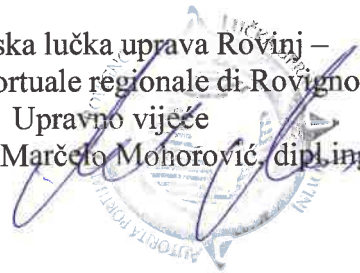 ska lučka uprava Rovinj –
ortuale regionale di Rovigno
Upravno vijeće
Marčelo Mohorović, dipl.ing